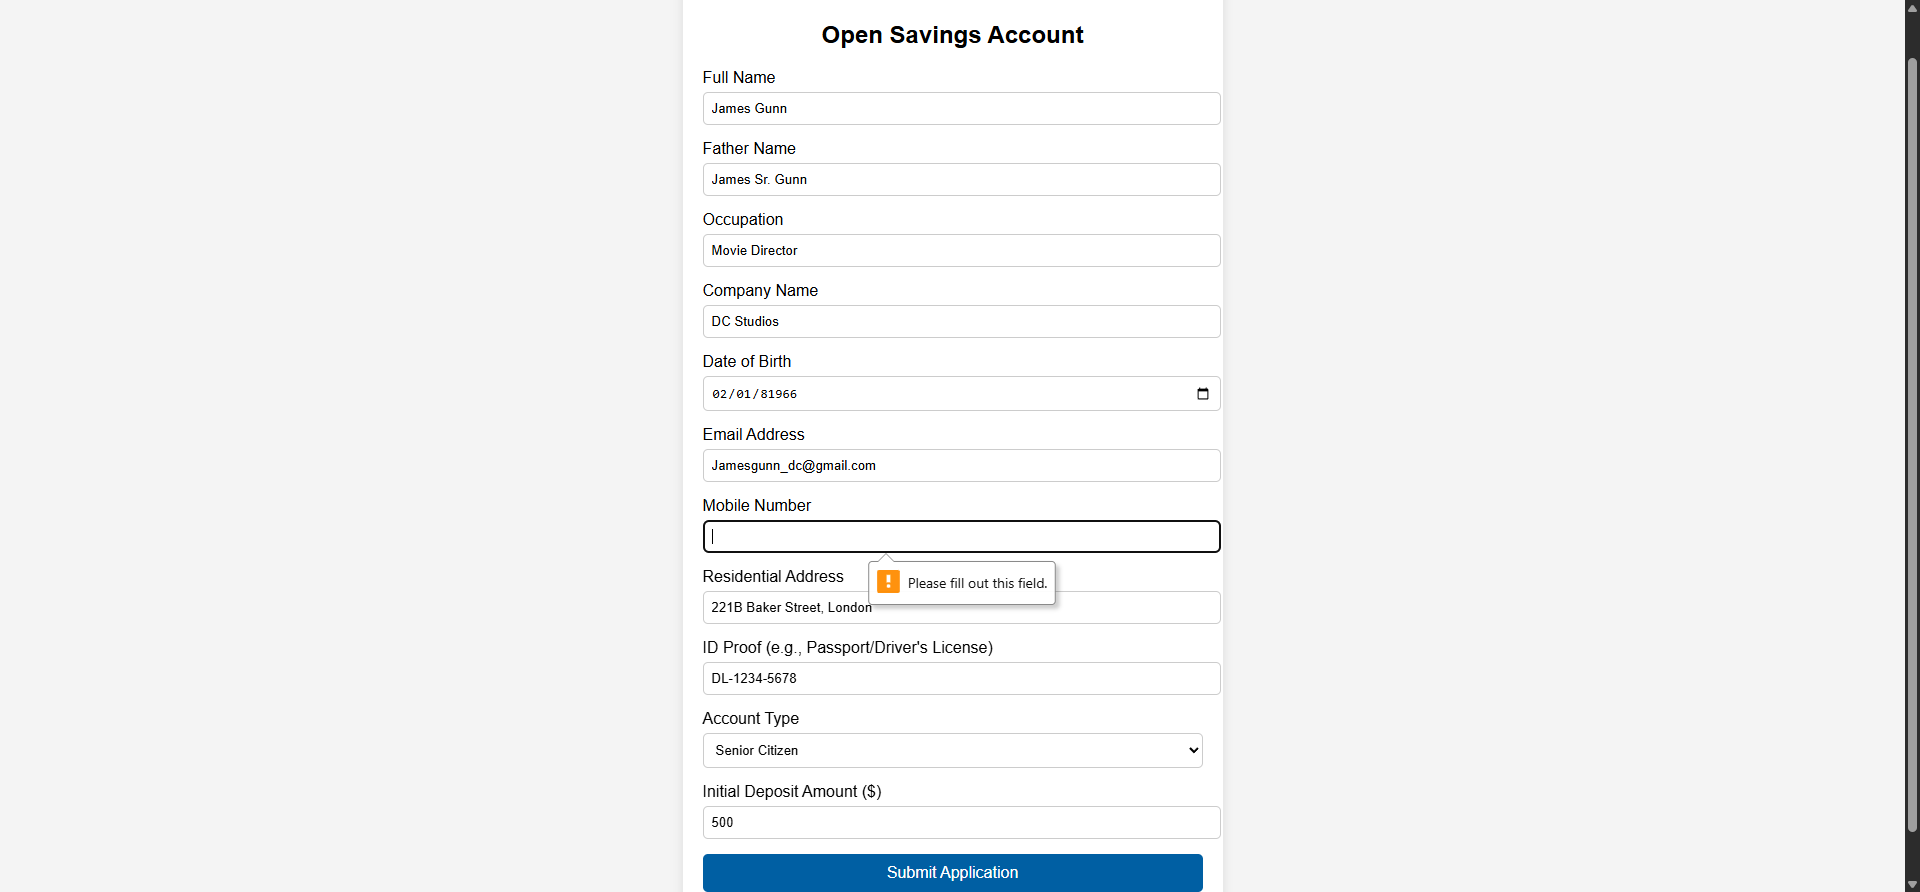 Open Savings Account
Full Name
James Gunn
Father Name
James Sr. Gunn
Occupation
Movie Director
Company Name
DC Studios
Date of Birth
02/01/81966
Email Address
Jamesgunn_dc@gmail.com
Mobile Number
Please fill out this field.
Residential Address
221B Baker Street, London
ID Proof (e.g., Passport/Driver's License)
DL-1234-5678
Account Type
Senior Citizen
Initial Deposit Amount ($)
500
Submit Application